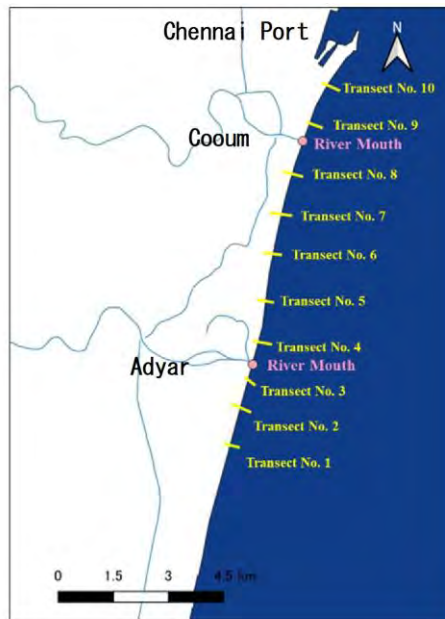 Chennai Port
N
Transect No. 10
Transect No. 9
Cooum
River Mouth
Transect No. 8
Transect No. 7
Transect No. 6
Transect No. 5
Transect No. 4
Adyar
River Mouth
Transect No. 3
Transect No. 2
Transect No. 1
0 1.5 3 4.5 km